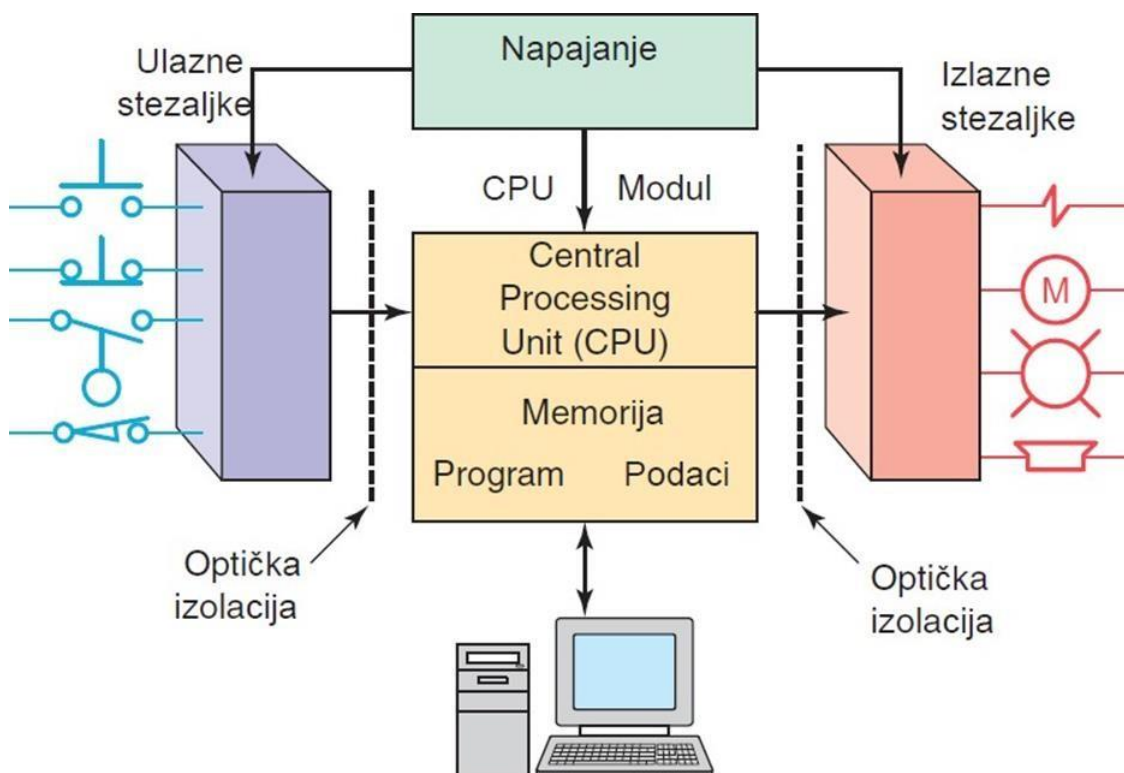 Napajanje
Ulazne
stezaljke
Izlazne
stezaljke
CPU Modul
Central
Processing
Unit (CPU)
Memorija
Program Podaci
M
Optička
izolacija
Optička
izolacija